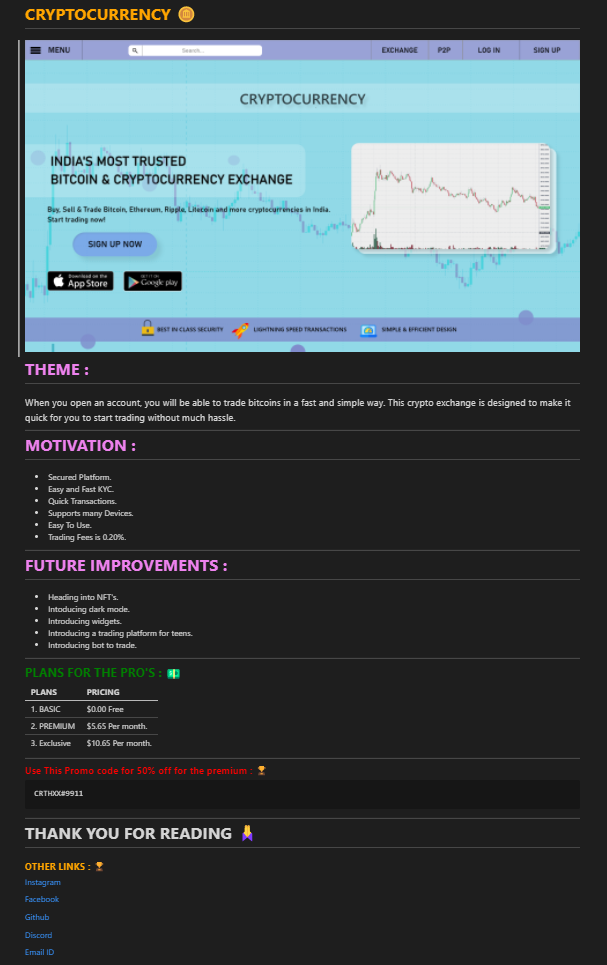 CRYPTOCURRENCY
MENU
Search...
EXCHANGE
P2P
LOG IN
SIGN UP
CRYPTOCURRENCY
INDIA'S MOST TRUSTED
BITCOIN & CRYPTOCURRENCY EXCHANGE
Buy, Sell & Trade Bitcoin, Ethereum, Ripple, Litecoin and more cryptocurrencies in India.
Start trading now!
SIGN UP NOW
Download on the
App Store
GET IT ON
Google play
BEST IN CLASS SECURITY
LIGHTNING SPEED TRANSACTIONS
SIMPLE & EFFICIENT DESIGN
THEME :
When you open an account, you will be able to trade bitcoins in a fast and simple way. This crypto exchange is designed to make it
quick for you to start trading without much hassle.
MOTIVATION :
• Secured Platform.
• Easy and Fast KYC.
• Quick Transactions.
• Supports many Devices.
• Easy To Use.
• Trading Fees is 0.20%.
FUTURE IMPROVEMENTS :
• Heading into NFT's.
• Intoducing dark mode.
• Introducing widgets.
• Introducing a trading platform for teens.
• Introducing bot to trade.
PLANS FOR THE PRO'S :
PLANS PRICING
1. BASIC $0.00 Free
2. PREMIUM $5.65 Per month.
3. Exclusive $10.65 Per month.
Use This Promo code for 50% off for the premium :
CRTHXX#9911
THANK YOU FOR READING
OTHER LINKS :
Instagram
Facebook
Github
Discord
Email ID